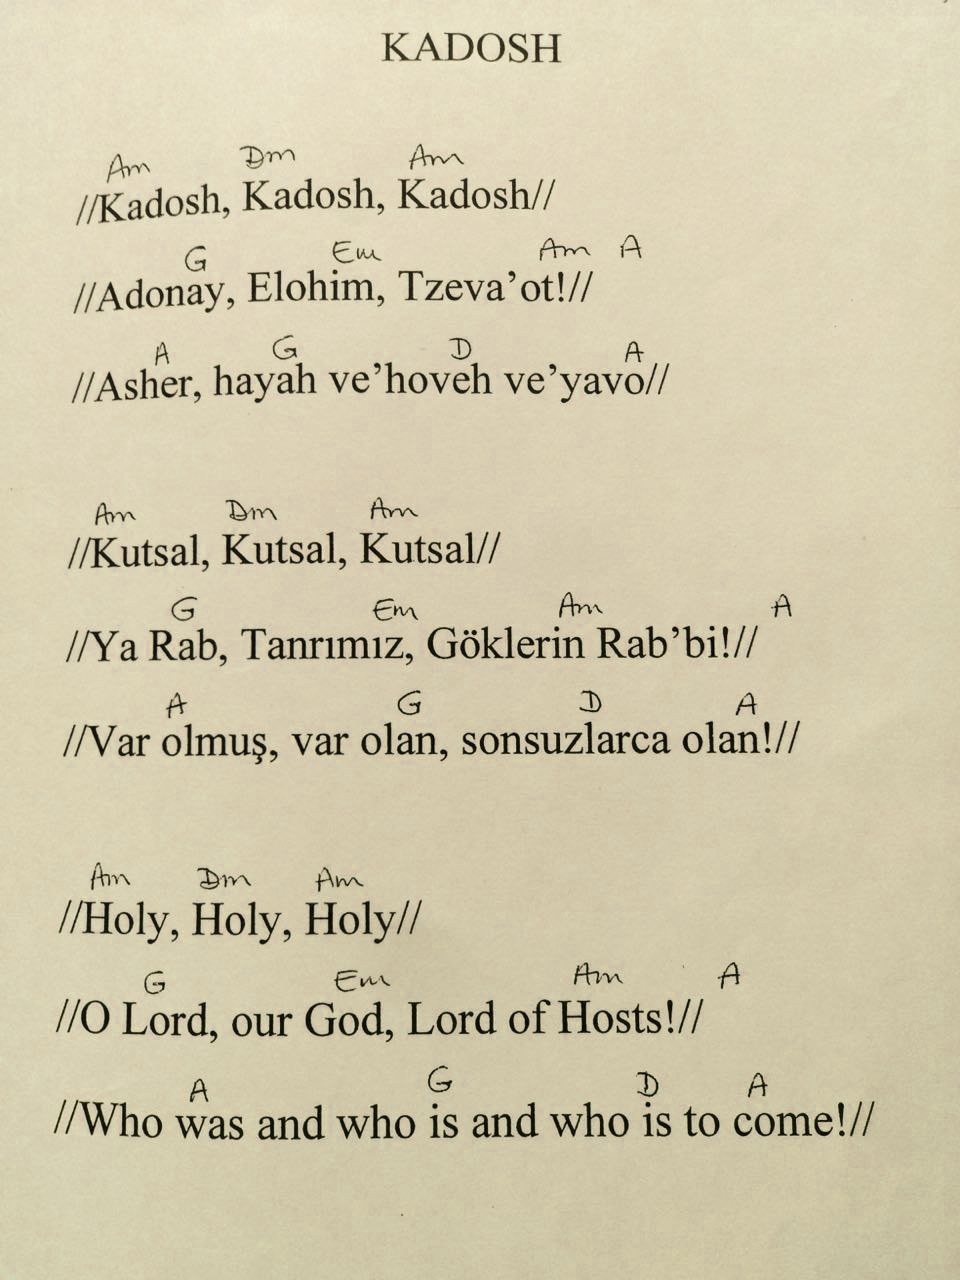 KADOSH
Am Dm Am
//Kadosh, Kadosh, Kadosh//
G Em Am A
//Adonay, Elohim, Tzeva’ot!//
A G D A
//Asher, hayah ve’hoveh ve’yavo//
Am Dm Am
//Kutsal, Kutsal, Kutsal//
G Em Am A
//Ya Rab, Tanrımız, Göklerin Rab’bi!//
A G D A
//Var olmuş, var olan, sonsuzlarca olan!//
Am Dm Am
//Holy, Holy, Holy//
G Em Am A
//O Lord, our God, Lord of Hosts!//
A G D A
//Who was and who is and who is to come!//